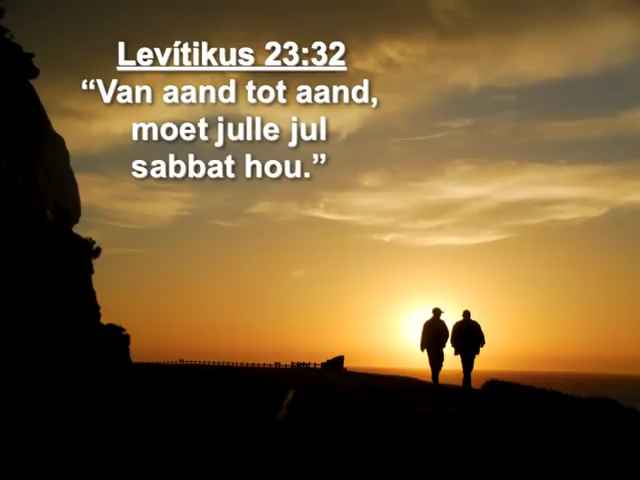 Levítikus 23:32
“Van aand tot aand,
moet julle jul
sabbat hou.”